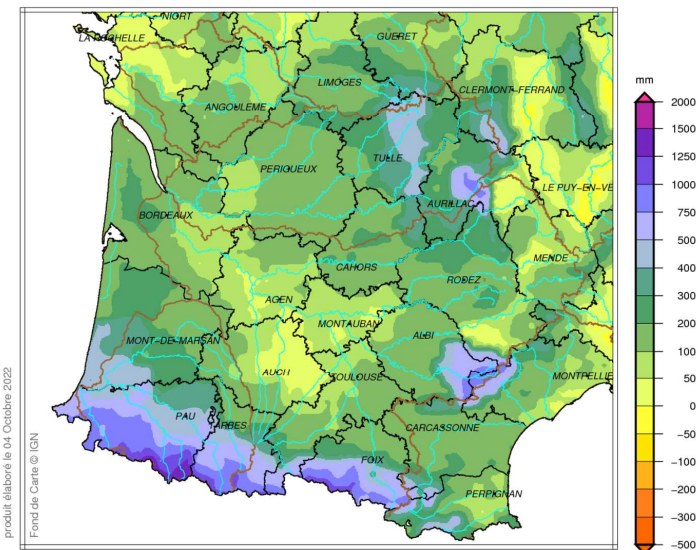 NIORT
LA ROCHELLE
GUERET
mm
LIMOGES
CLERMONT-FERRAND
ANGOULEME
TULLE
PERIGUEUX
LE PUY-EN-VE
AURILLAC
BORDEAUX
MENDE
CAHORS
RODEZ
AGEN
MONTAUBAN
ALBI
MONT-DE-MARSAN
AUCH
TOULOUSE
MONTPELLIE
PAU
TARBES
CARCASSONNE
FOIX
PERPIGNAN
2000
1500
1250
1000
750
500
400
300
200
100
50
0
-50
-100
-200
-300
-500
produit élaboré le 04 Octobre 2022
Fond de Carte © IGN